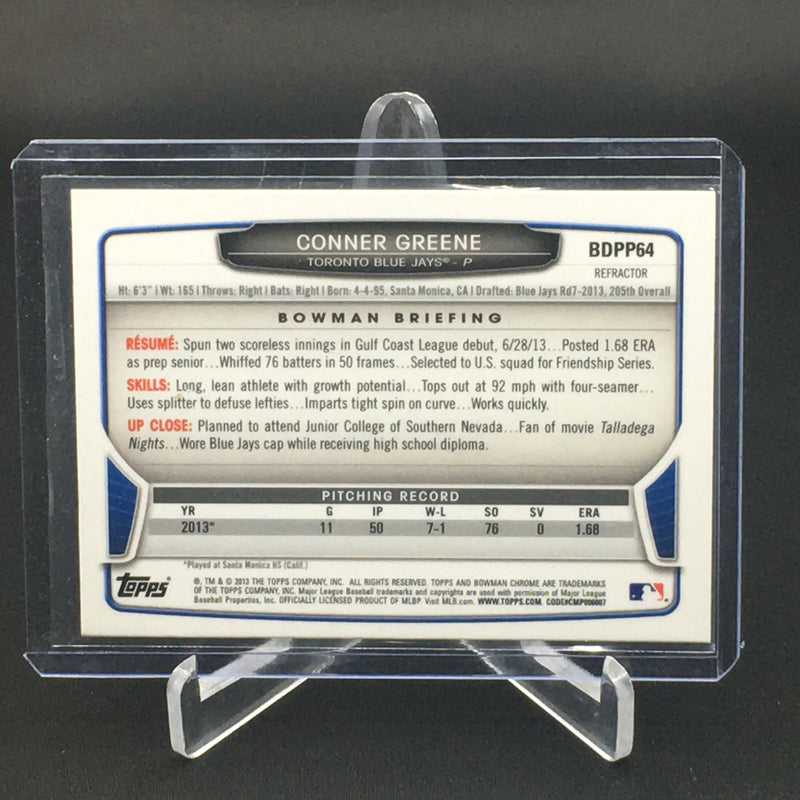 CONNER GREENE
TORONTO BLUE JAYS® - P
BDPP64
REFRACTOR
Ht: 6'3" | Wt: 165 | Throws: Right | Bats: Right | Born: 4-4-95, Santa Monica, CA | Drafted: Blue Jays Rd7-2013, 205th Overall
BOWMAN BRIEFING
RÉSUMÉ: Spun two scoreless innings in Gulf Coast League debut, 6/28/13...Posted 1.68 ERA
as prep senior...Whiffed 76 batters in 50 frames...Selected to U.S. squad for Friendship Series.
SKILLS: Long, lean athlete with growth potential...Tops out at 92 mph with four-seamer...
Uses splitter to defuse lefties...Imparts tight spin on curve...Works quickly.
UP CLOSE: Planned to attend Junior College of Southern Nevada...Fan of movie Talladega
Nights...Wore Blue Jays cap while receiving high school diploma.
PITCHING RECORD
YR G IP W-L SO SV ERA
2013* 11 50 7-1 76 0 1.68
*Played at Santa Monica HS (Calif.)
Topps
®, TM & © 2013 THE TOPPS COMPANY, INC. ALL RIGHTS RESERVED. TOPPS AND BOWMAN CHROME ARE TRADEMARKS
OF THE TOPPS COMPANY, INC. Major League Baseball trademarks and copyrights are used with permission of Major League
Baseball Properties, Inc. OFFICIALLY LICENSED PRODUCT OF MLBP. Visit MLB.com. WWW.TOPPS.COM. CODE#CMP006007